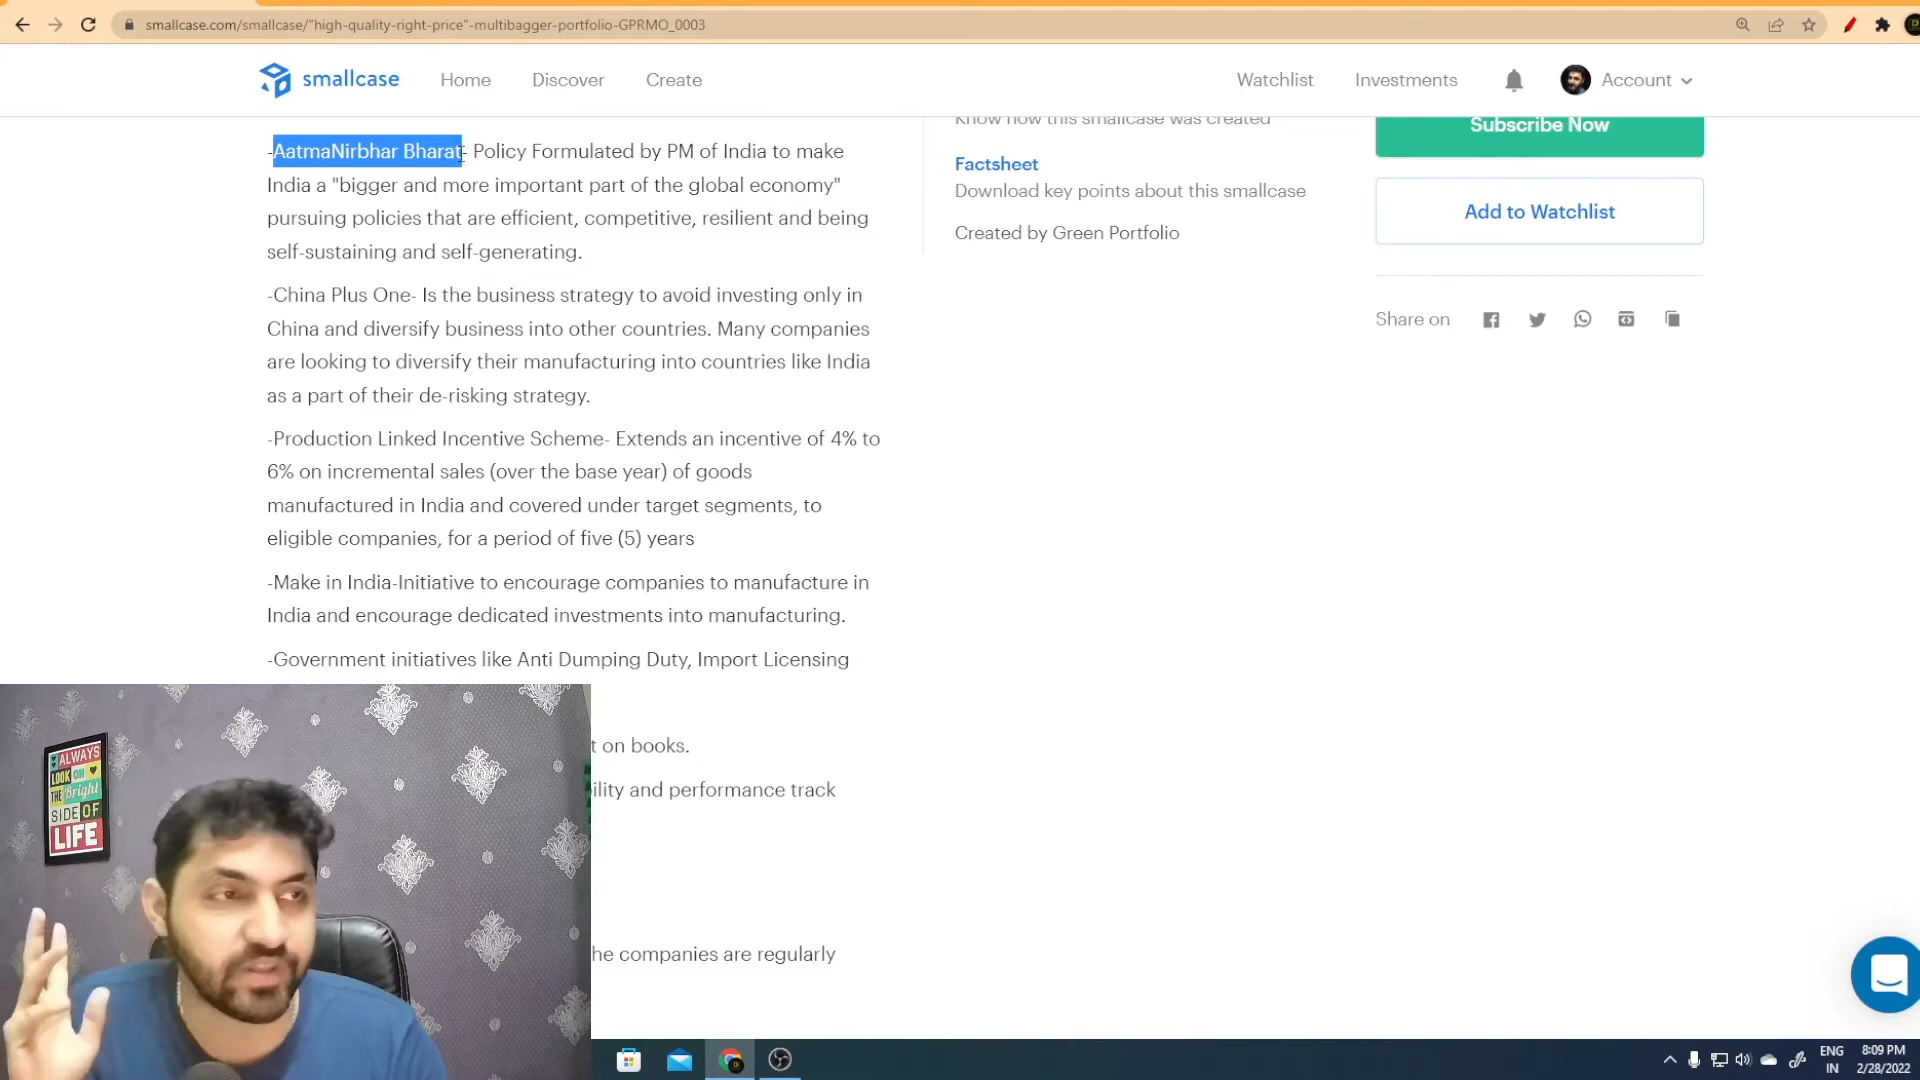 smallcase.com/smallcase/"high-quality-right-price"-multibagger-portfolio-GPRMO_0003
smallcase Home Discover Create Watchlist Investments Account
-AatmaNirbhar Bharat- Policy Formulated by PM of India to make
India a "bigger and more important part of the global economy"
pursuing policies that are efficient, competitive, resilient and being
self-sustaining and self-generating.
-China Plus One- Is the business strategy to avoid investing only in
China and diversify business into other countries. Many companies
are looking to diversify their manufacturing into countries like India
as a part of their de-risking strategy.
-Production Linked Incentive Scheme- Extends an incentive of 4% to
6% on incremental sales (over the base year) of goods
manufactured in India and covered under target segments, to
eligible companies, for a period of five (5) years
-Make in India-Initiative to encourage companies to manufacture in
India and encourage dedicated investments into manufacturing.
-Government initiatives like Anti Dumping Duty, Import Licensing
t on books.
ility and performance track
he companies are regularly
Know how this smallcase was created
Factsheet
Download key points about this smallcase
Created by Green Portfolio
Subscribe Now
Add to Watchlist
Share on
ALWAYS
LOOK ON
THE Bright
SIDE OF
LIFE
ENG
IN
8:09 PM
2/28/2022